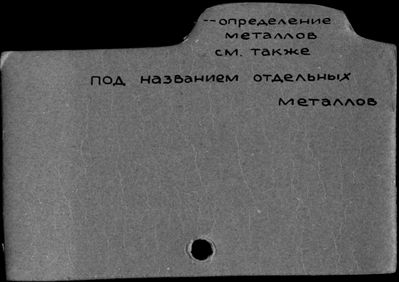 --определение
металлов
см. также
под названием отдельных
металлов